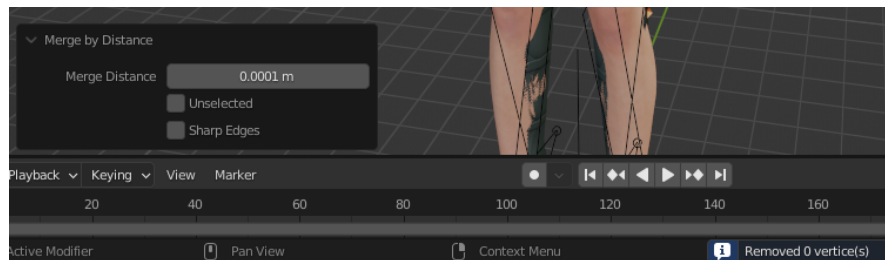 Merge by Distance
Merge Distance 0.0001 m
Unselected
Sharp Edges
Playback Keying View Marker
20 40 60 80 100 120 140 160
Active Modifier Pan View Context Menu Removed 0 vertice(s)